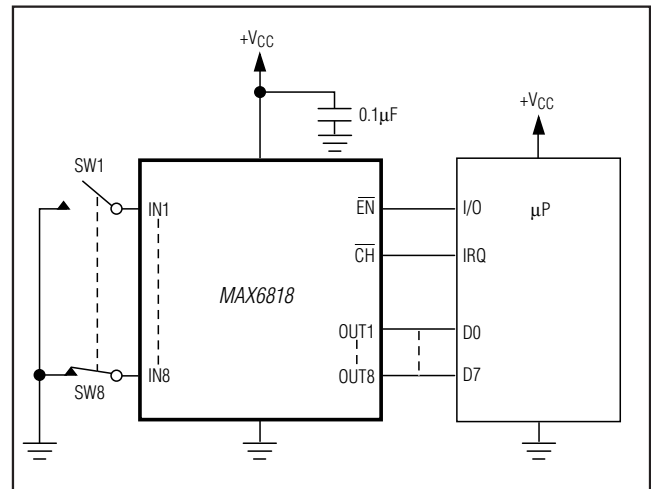 +VCC
0.1µF
+VCC
SW1
IN1
EN
I/O
µP
CH
IRQ
MAX6818
OUT1
D0
IN8
OUT8
D7
SW8